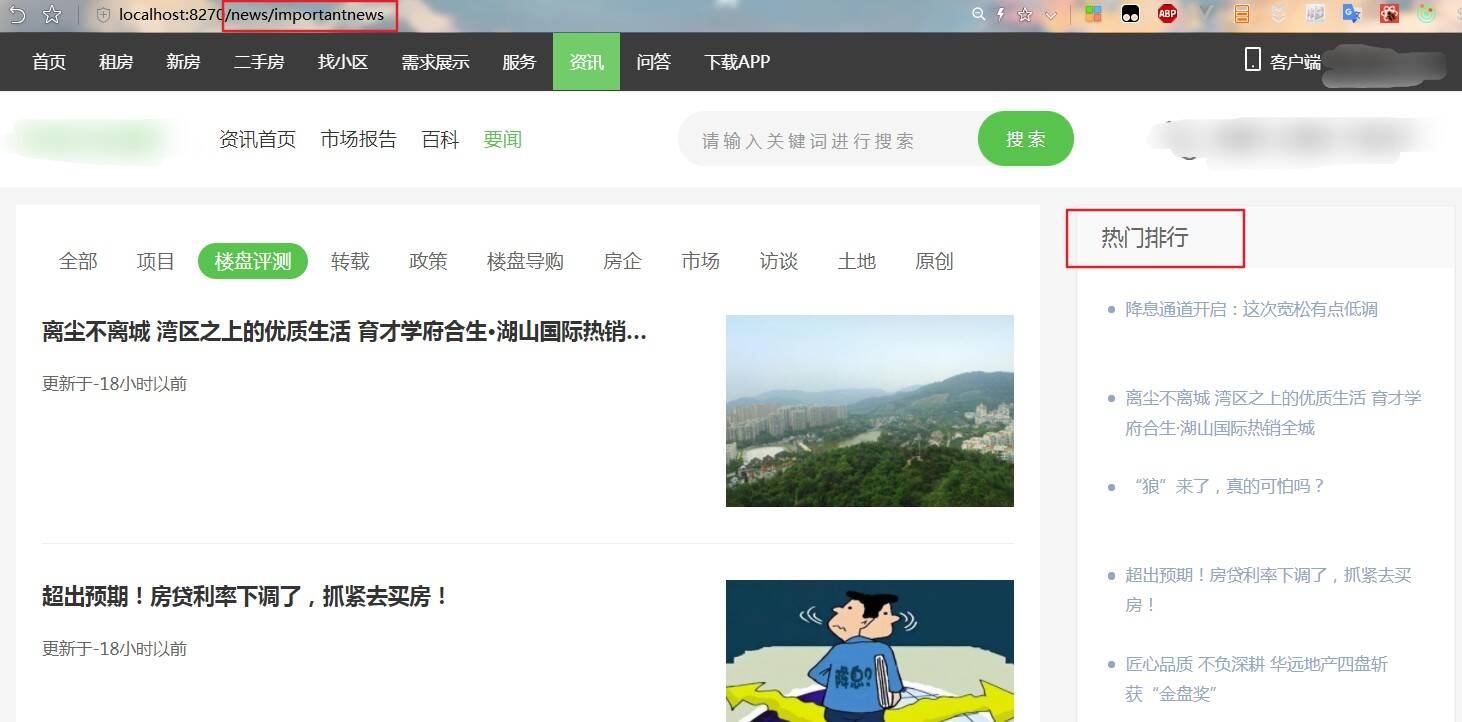 localhost:8270/news/importantnews
ABP
首页 租房 新房 二手房 找小区 需求展示 服务 资讯 问答 下载APP 客户端
资讯首页 市场报告 百科 要闻 请输入关键词进行搜索 搜索
全部 项目 楼盘评测 转载 政策 楼盘导购 房企 市场 访谈 土地 原创
离尘不离城 湾区之上的优质生活 育才学府合生·湖山国际热销...
更新于-18小时以前
超出预期！房贷利率下调了，抓紧去买房！
更新于-18小时以前
降息?
热门排行
降息通道开启：这次宽松有点低调
离尘不离城 湾区之上的优质生活 育才学
府合生·湖山国际热销全城
“狼”来了，真的可怕吗？
超出预期！房贷利率下调了，抓紧去买
房！
匠心品质 不负深耕 华远地产四盘斩
获“金盘奖”